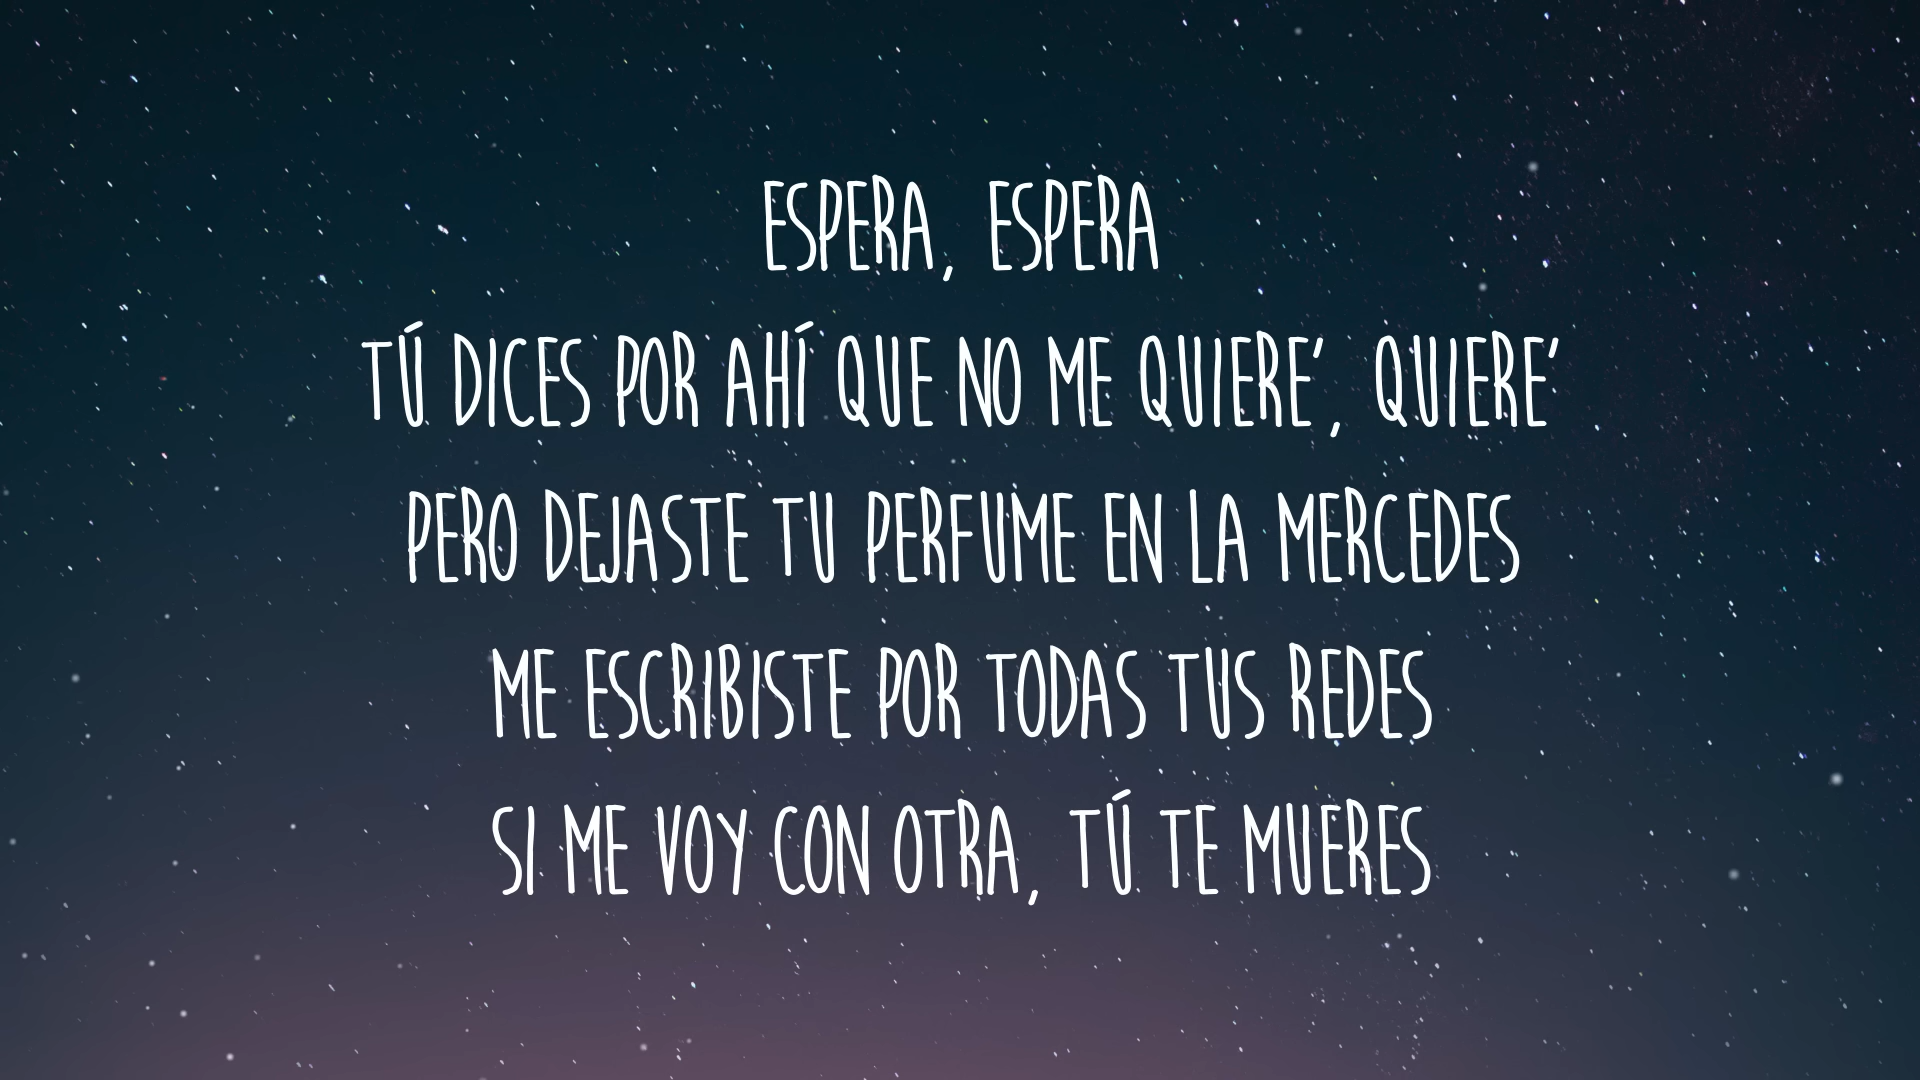 ESPERA, ESPERA
TÚ DICES POR AHÍ QUE NO ME QUIERE', QUIERE'
PERO DEJASTE TU PERFUME EN LA MERCEDES
ME ESCRIBISTE POR TODAS TUS REDES
SI ME VOY CON OTRA, TÚ TE MUERES